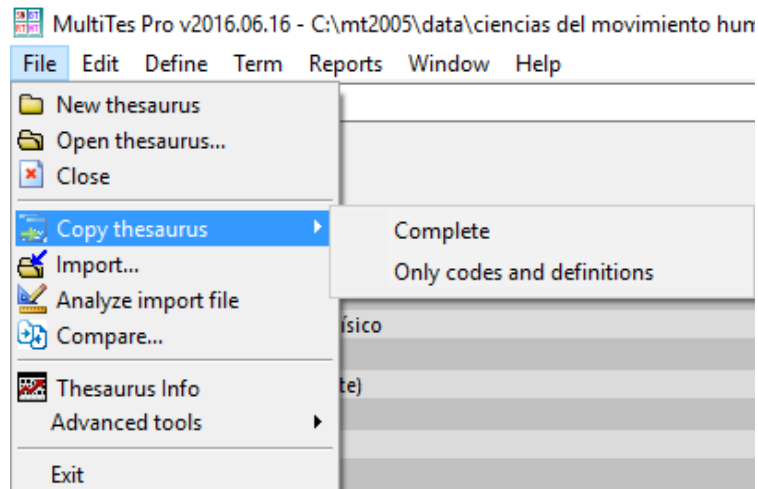 MultiTes Pro v2016.06.16 - C:\mt2005\data\ciencias del movimiento hum
File Edit Define Term Reports Window Help
New thesaurus
Open thesaurus...
Close
Copy thesaurus
Complete
Only codes and definitions
Import...
Analyze import file
Compare...
ísico
Thesaurus Info
te)
Advanced tools
Exit